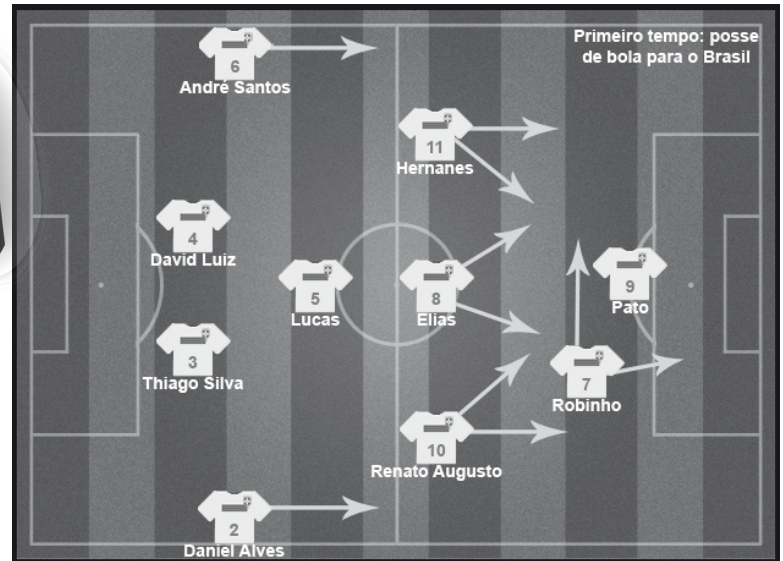 Primeiro tempo: posse
de bola para o Brasil
6
André Santos
11
Hernanes
4
David Luiz
5
Lucas
8
Elias
9
Pato
3
Thiago Silva
7
Robinho
10
Renato Augusto
2
Daniel Alves